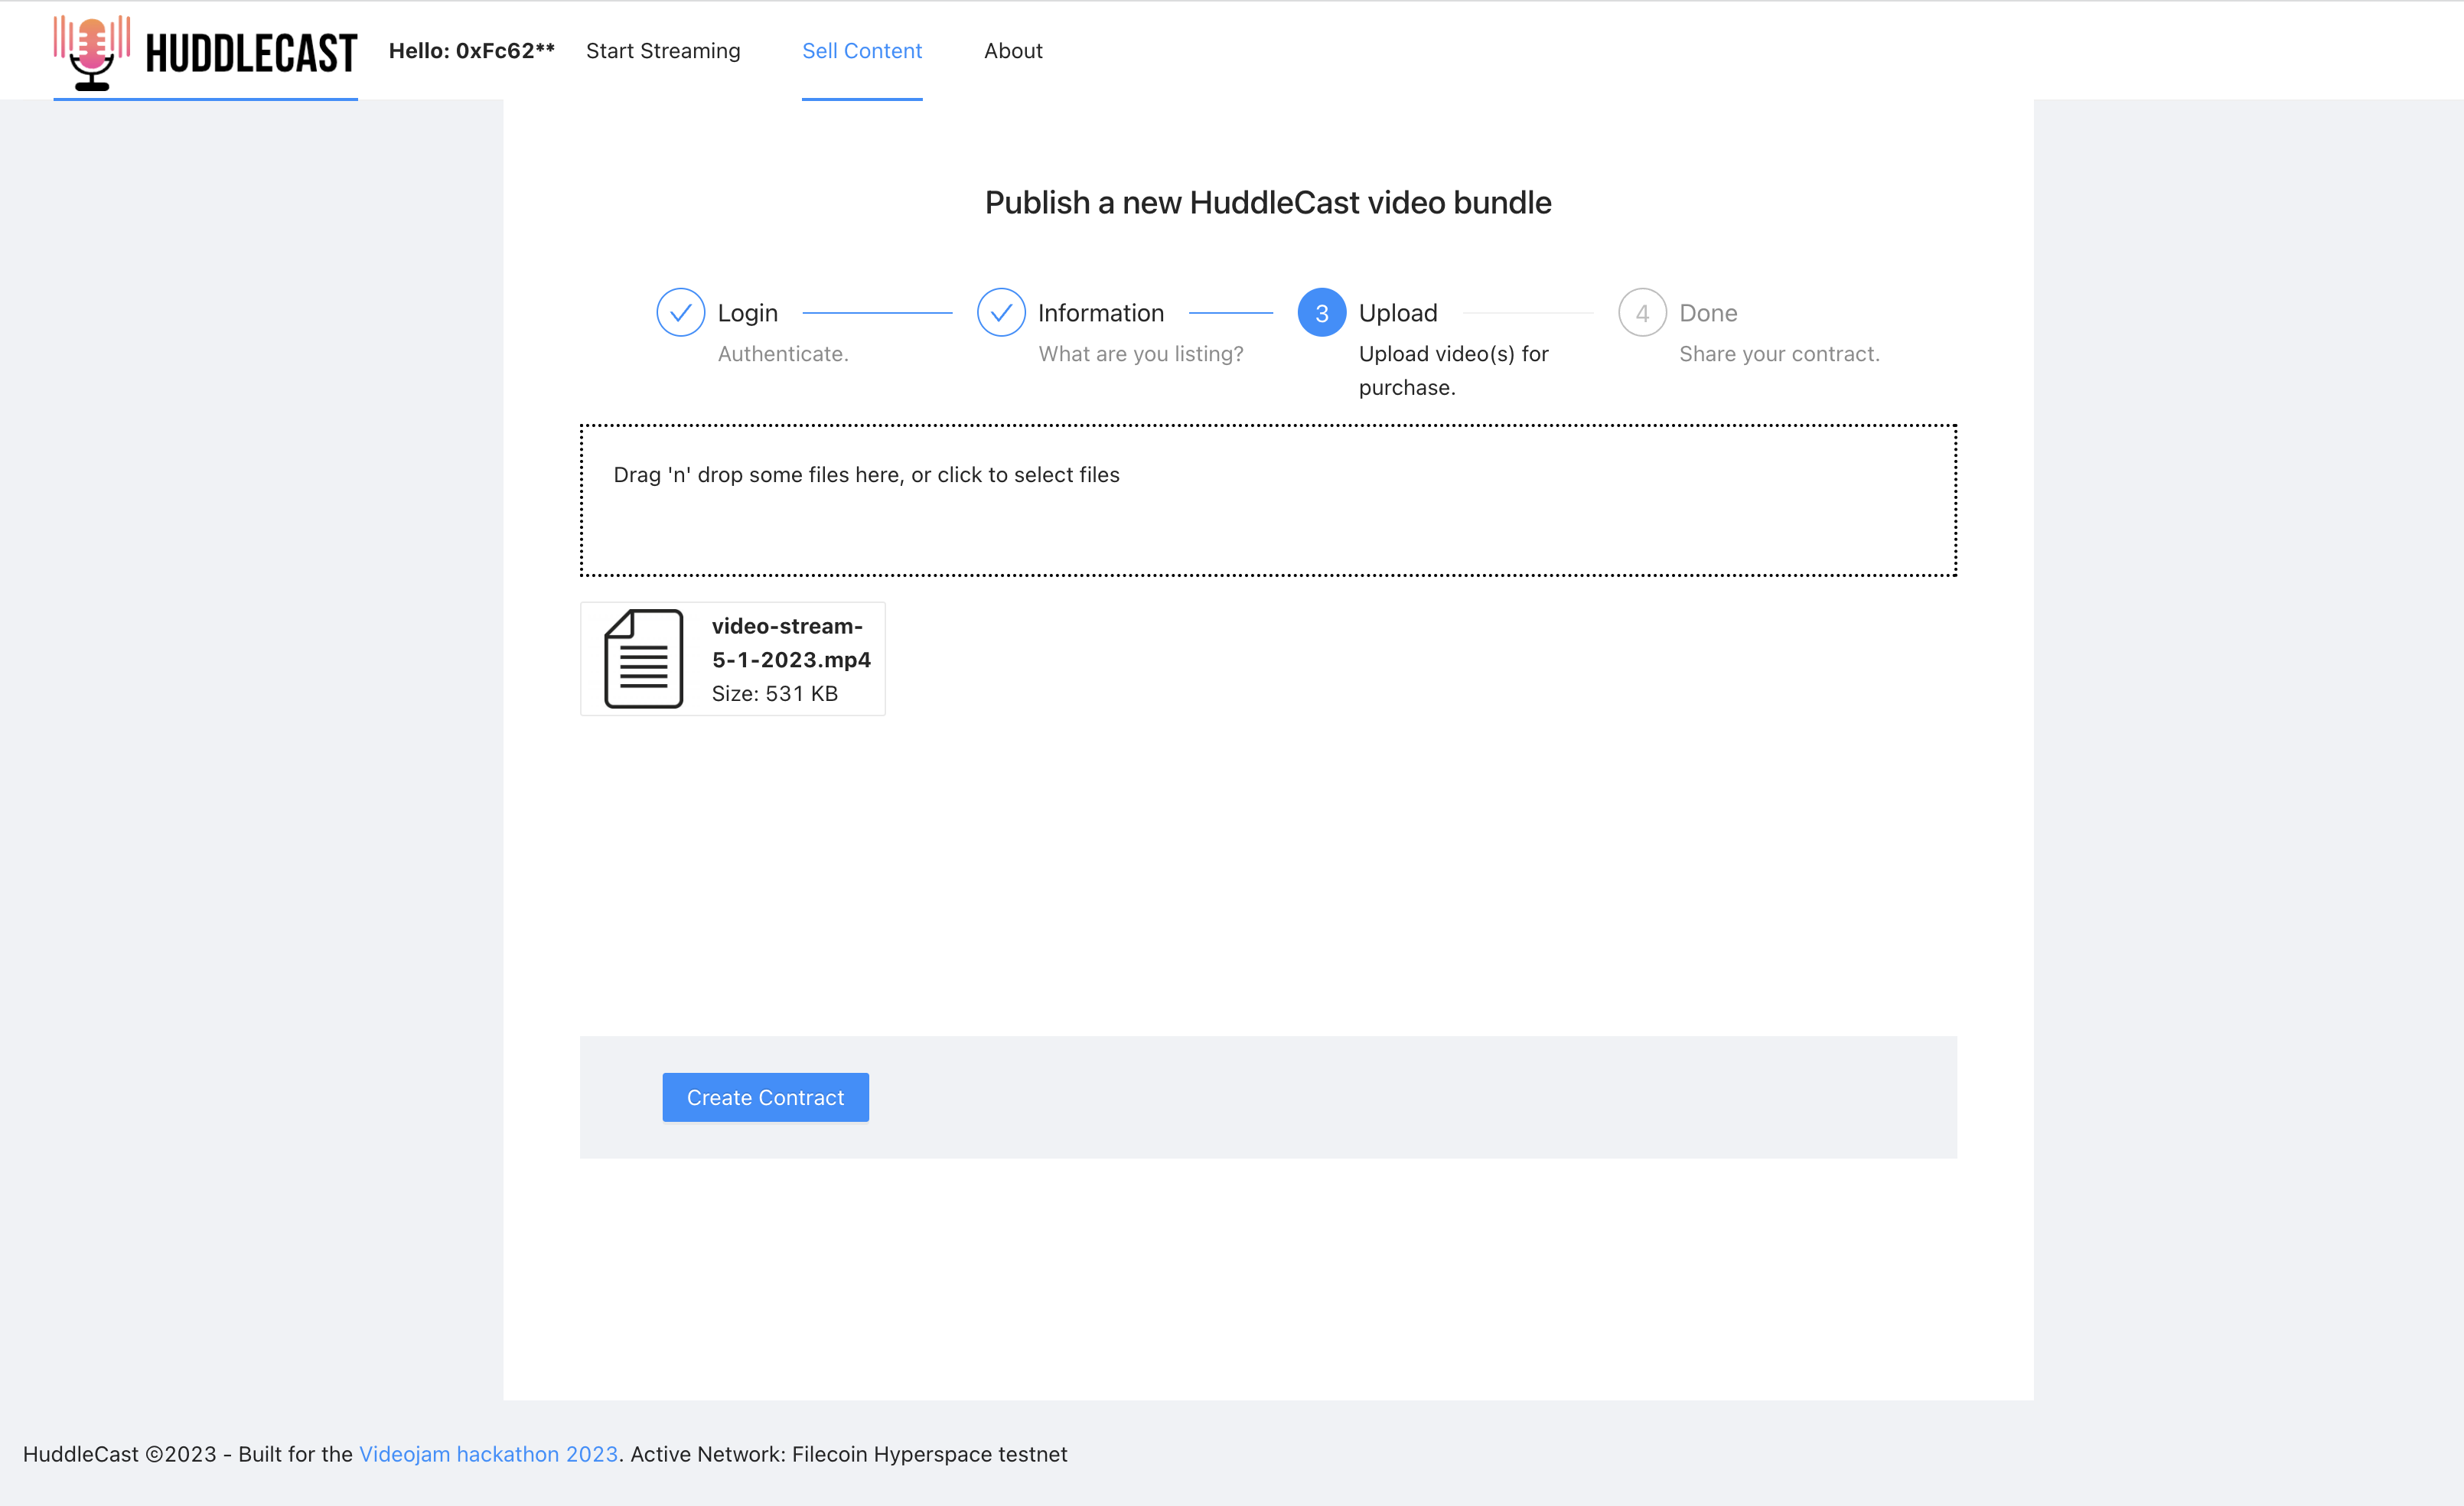 HUDDLECAST
Hello: 0xFc62** Start Streaming Sell Content About
Publish a new HuddleCast video bundle
Login
Authenticate.
Information
What are you listing?
3 Upload
Upload video(s) for
purchase.
4 Done
Share your contract.
Drag 'n' drop some files here, or click to select files
video-stream-
5-1-2023.mp4
Size: 531 KB
Create Contract
HuddleCast ©2023 - Built for the Videojam hackathon 2023. Active Network: Filecoin Hyperspace testnet